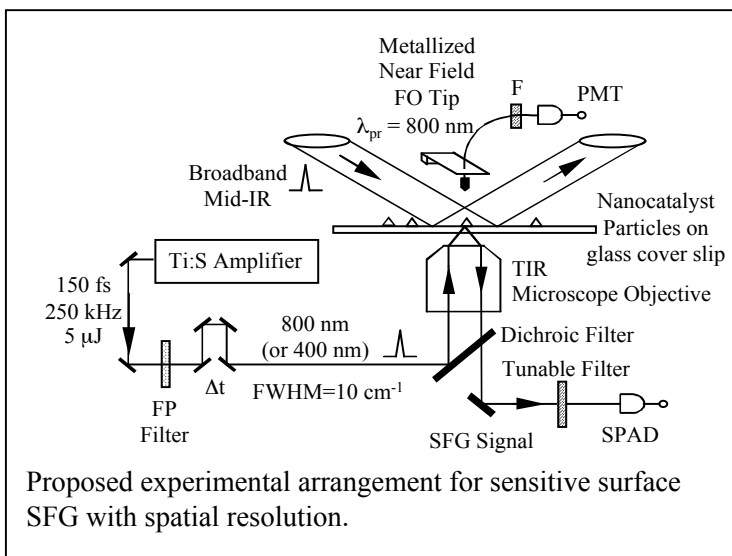 Metallized
Near Field
FO Tip
λpr = 800 nm
F
PMT
Broadband
Mid-IR
Nanocatalyst
Particles on
glass cover slip
Ti:S Amplifier
TIR
Microscope Objective
150 fs
250 kHz
5 μJ
800 nm
(or 400 nm)
Dichroic Filter
Tunable Filter
Δt
FWHM=10 cm⁻¹
FP
Filter
SFG Signal
SPAD
Proposed experimental arrangement for sensitive surface
SFG with spatial resolution.